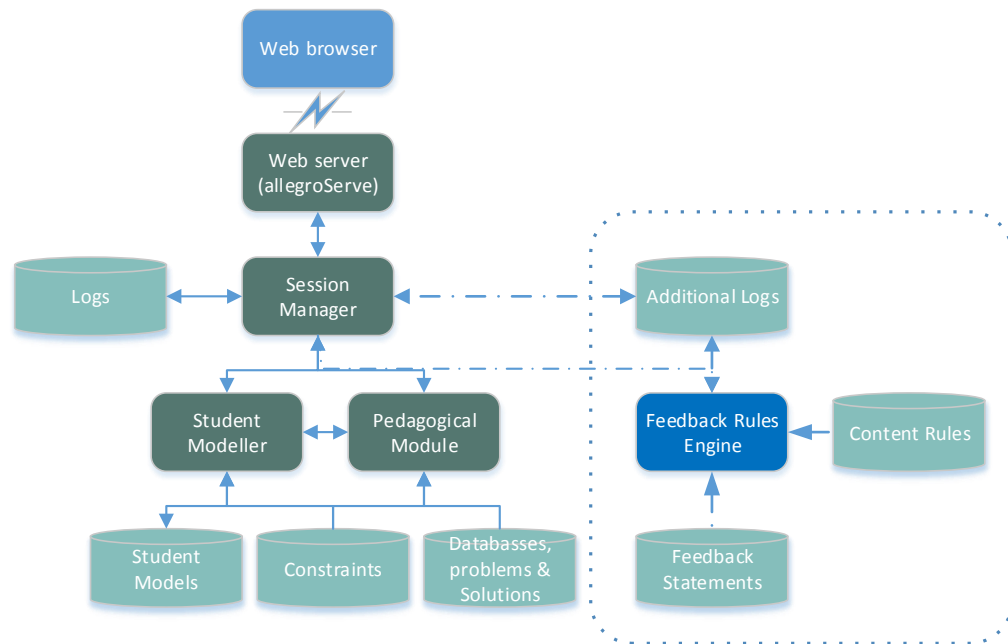 Web browser
Web server
(allegroServe)
Logs
Session
Manager
Additional Logs
Student
Modeller
Pedagogical
Module
Feedback Rules
Engine
Content Rules
Student
Models
Constraints
Databasses,
problems &
Solutions
Feedback
Statements